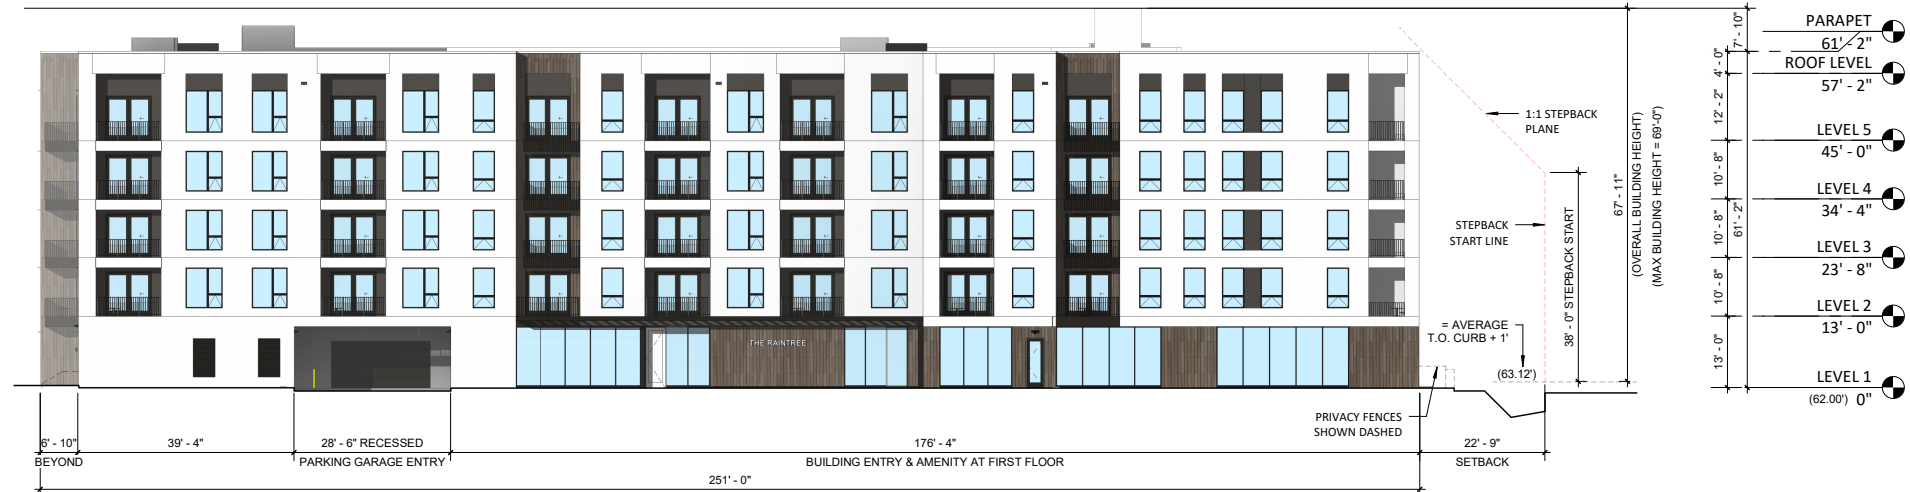 PARAPET
61' - 2"
ROOF LEVEL
57' - 2"
LEVEL 5
45' - 0"
LEVEL 4
34' - 4"
LEVEL 3
23' - 8"
LEVEL 2
13' - 0"
LEVEL 1
(62.00') 0"
7' - 10"
4' - 0"
12' - 2"
10' - 8"
10' - 8"
10' - 8"
13' - 0"
61' - 2"
67' - 11"
(OVERALL BUILDING HEIGHT)
(MAX BUILDING HEIGHT = 69'-0")
1:1 STEPBACK
PLANE
STEPBACK
START LINE
38' - 0" STEPBACK START
= AVERAGE
T.O. CURB + 1'
(63.12')
THE RAINTREE
PRIVACY FENCES
SHOWN DASHED
6' - 10"
BEYOND
39' - 4"
28' - 6" RECESSED
PARKING GARAGE ENTRY
176' - 4"
BUILDING ENTRY & AMENITY AT FIRST FLOOR
22' - 9"
SETBACK
251' - 0"